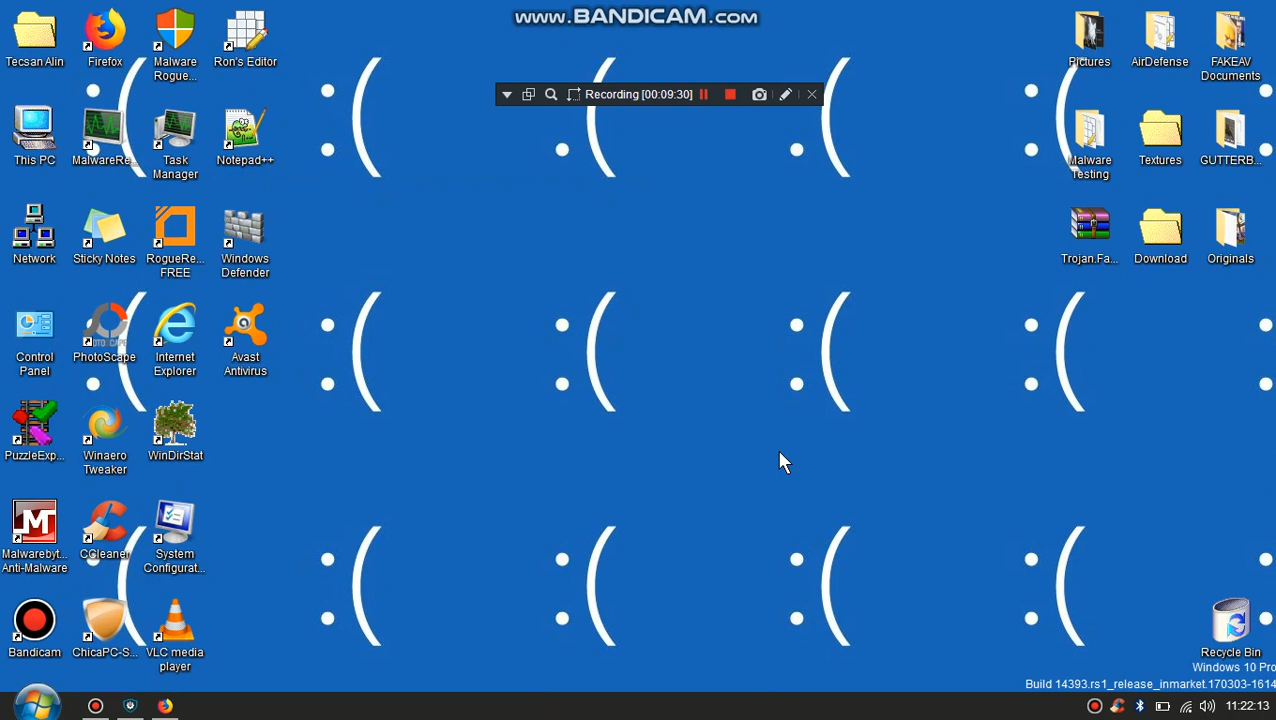 www.BANDICAM.com
Recording [00:09:30]
Tecsan Alin
Firefox
Malware
Rogue...
Ron's Editor
Pictures
AirDefense
FAKEAV
Documents
This PC
MalwareRe...
Task
Manager
Notepad++
Malware
Testing
Textures
GUTTERB...
Network
Sticky Notes
RogueRe...
FREE
Windows
Defender
Trojan.Fa...
Download
Originals
Control
Panel
PhotoScape
Internet
Explorer
Avast
Antivirus
PuzzleExp...
Winaero
Tweaker
WinDirStat
Malwarebyt...
Anti-Malware
CCleaner
System
Configurat...
Bandicam
ChicaPC-S...
VLC media
player
Recycle Bin
Windows 10 Pro
Build 14393.rs1_release_inmarket.170303-1614
11:22:13